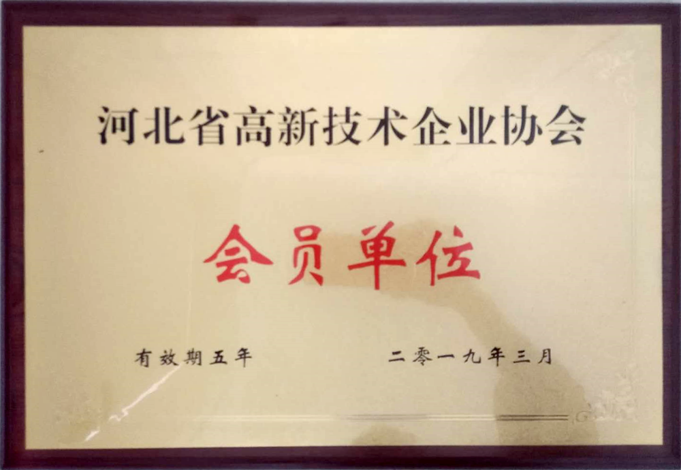 河北省高新技术企业协会
会员单位
有效期五年
二零一九年三月